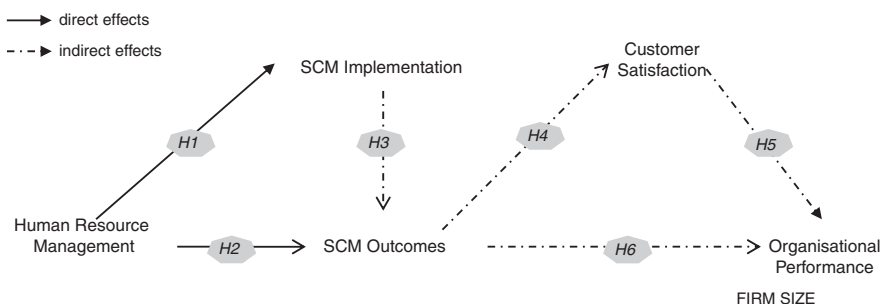 direct effects
indirect effects
SCM Implementation
Customer
Satisfaction
H1
H3
H4
H5
Human Resource
Management
H2
SCM Outcomes
H6
Organisational
Performance
FIRM SIZE